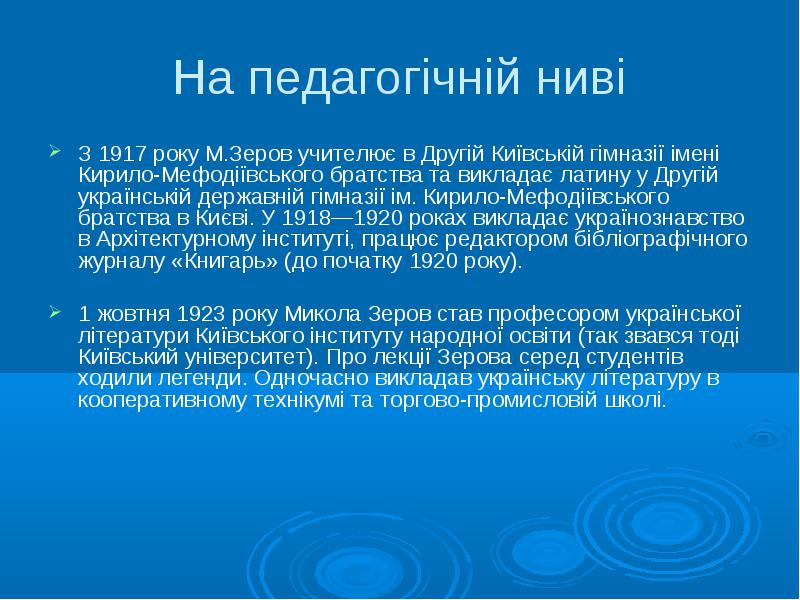 На педагогічній ниві
З 1917 року М.Зеров учителює в Другій Київській гімназії імені
Кирило-Мефодіївського братства та викладає латину у Другій
українській державній гімназії ім. Кирило-Мефодіївського
братства в Києві. У 1918—1920 роках викладає українознавство
в Архітектурному інституті, працює редактором бібліографічного
журналу «Книгарь» (до початку 1920 року).
1 жовтня 1923 року Микола Зеров став професором української
літератури Київського інституту народної освіти (так звався тоді
Київський університет). Про лекції Зерова серед студентів
ходили легенди. Одночасно викладав українську літературу в
кооперативному технікумі та торгово-промисловій школі.